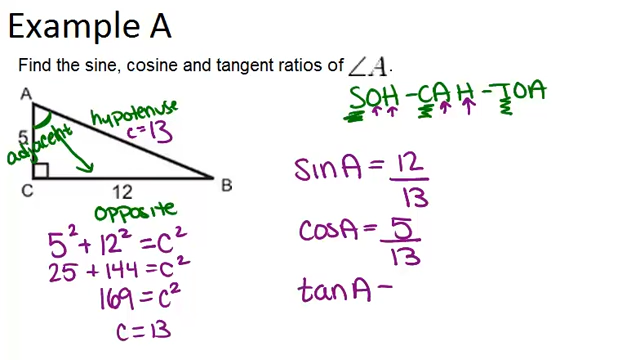 Example A
Find the sine, cosine and tangent ratios of ∠A.
SOH - CAH - TOA
A
hypotenuse
c=13
5
adjacent
C
12
B
opposite
5² + 12² = c²
25 + 144 = c²
169 = c²
c = 13
sin A = 12/13
cos A = 5/13
tan A =